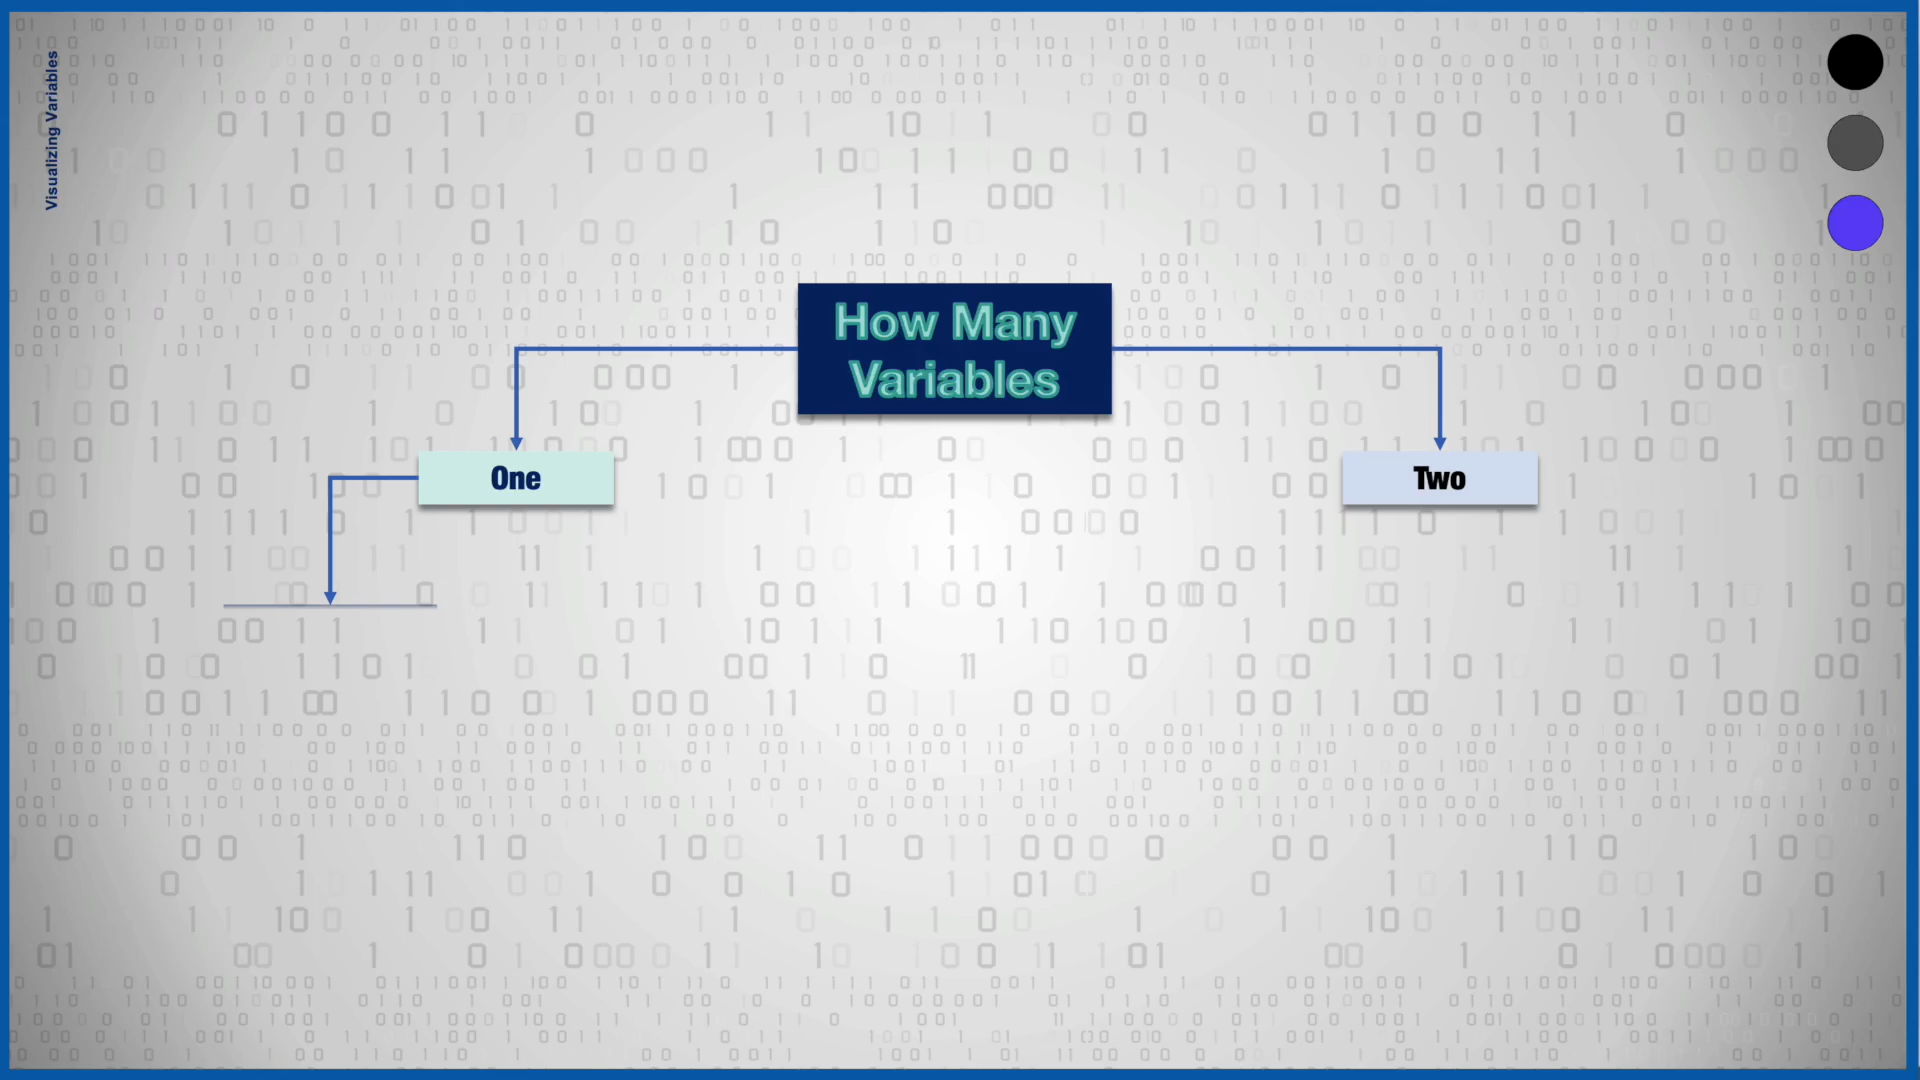 Visualizing Variables
How Many
Variables
One
Two